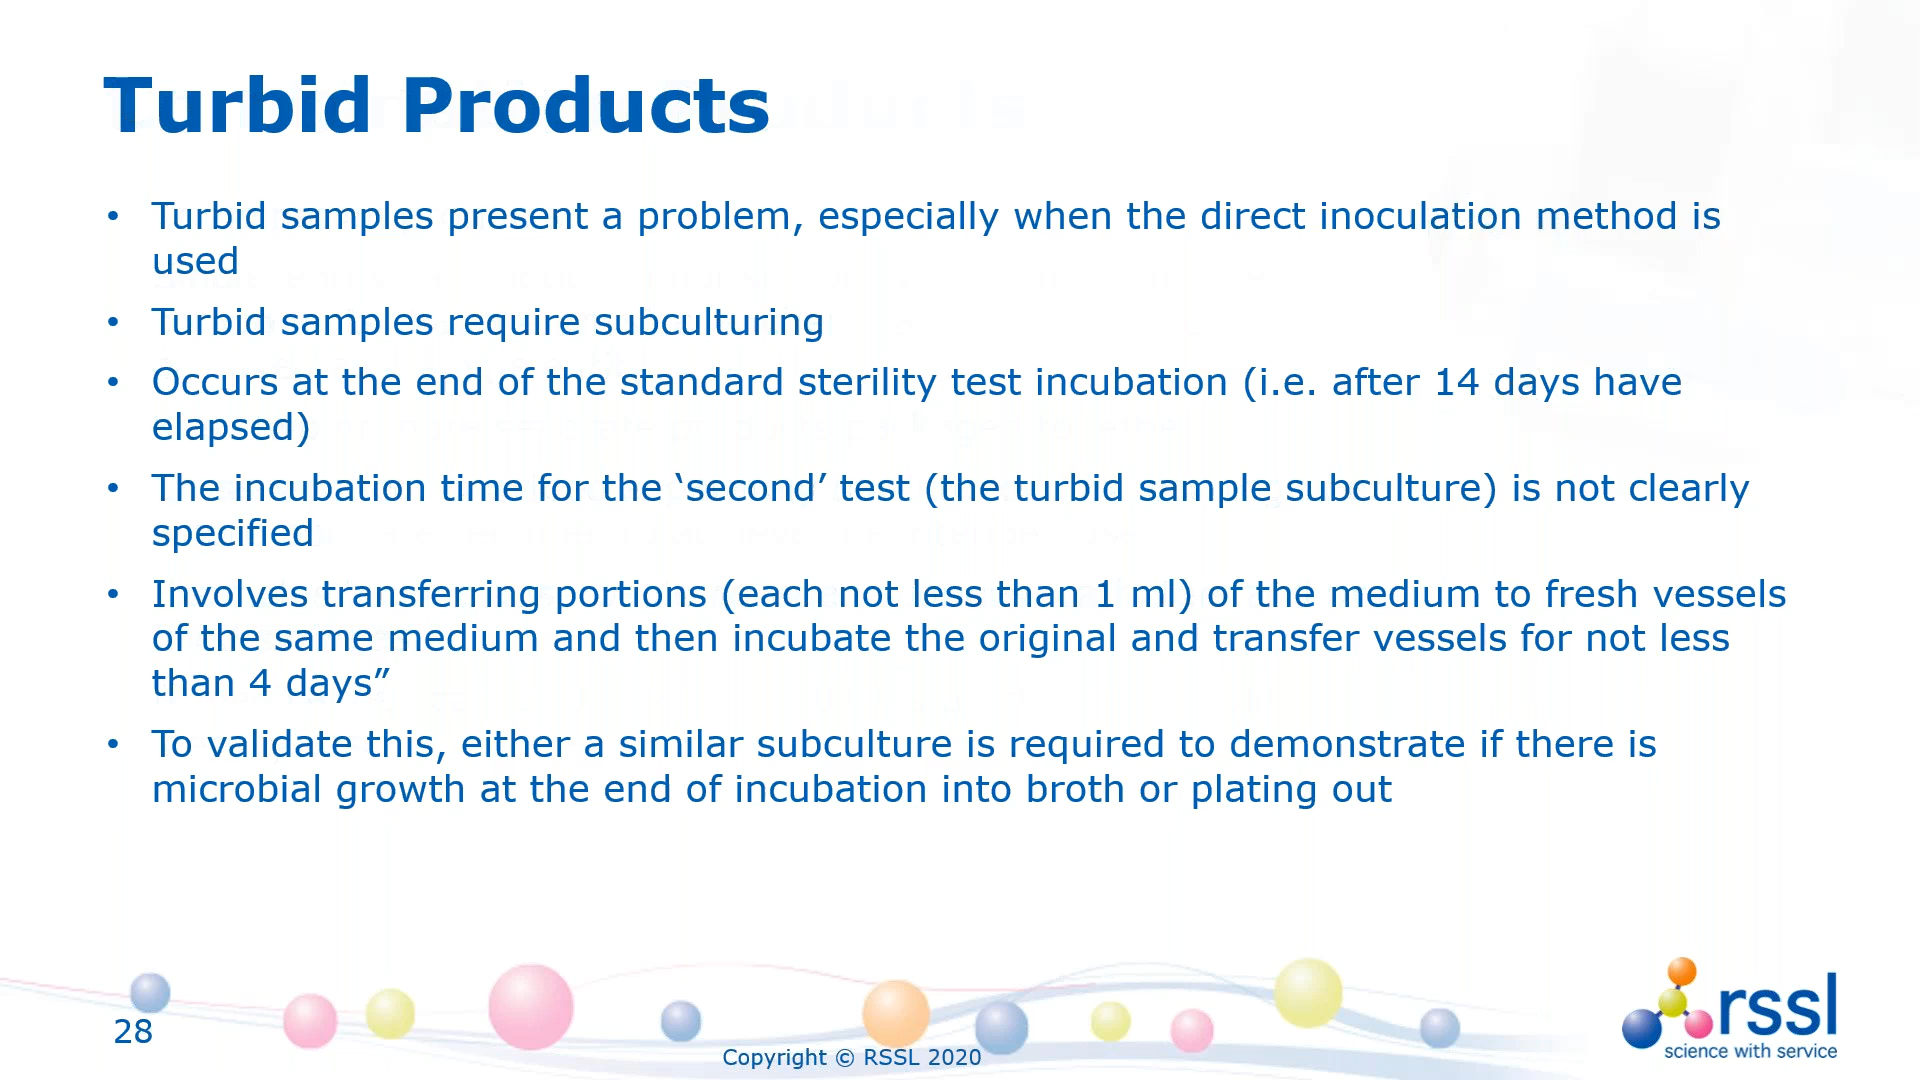 Turbid Products
• Turbid samples present a problem, especially when the direct inoculation method is
used
• Turbid samples require subculturing
• Occurs at the end of the standard sterility test incubation (i.e. after 14 days have
elapsed)
• The incubation time for the ‘second’ test (the turbid sample subculture) is not clearly
specified
• Involves transferring portions (each not less than 1 ml) of the medium to fresh vessels
of the same medium and then incubate the original and transfer vessels for not less
than 4 days”
• To validate this, either a similar subculture is required to demonstrate if there is
microbial growth at the end of incubation into broth or plating out
28
Copyright © RSSL 2020
rssl
science with service